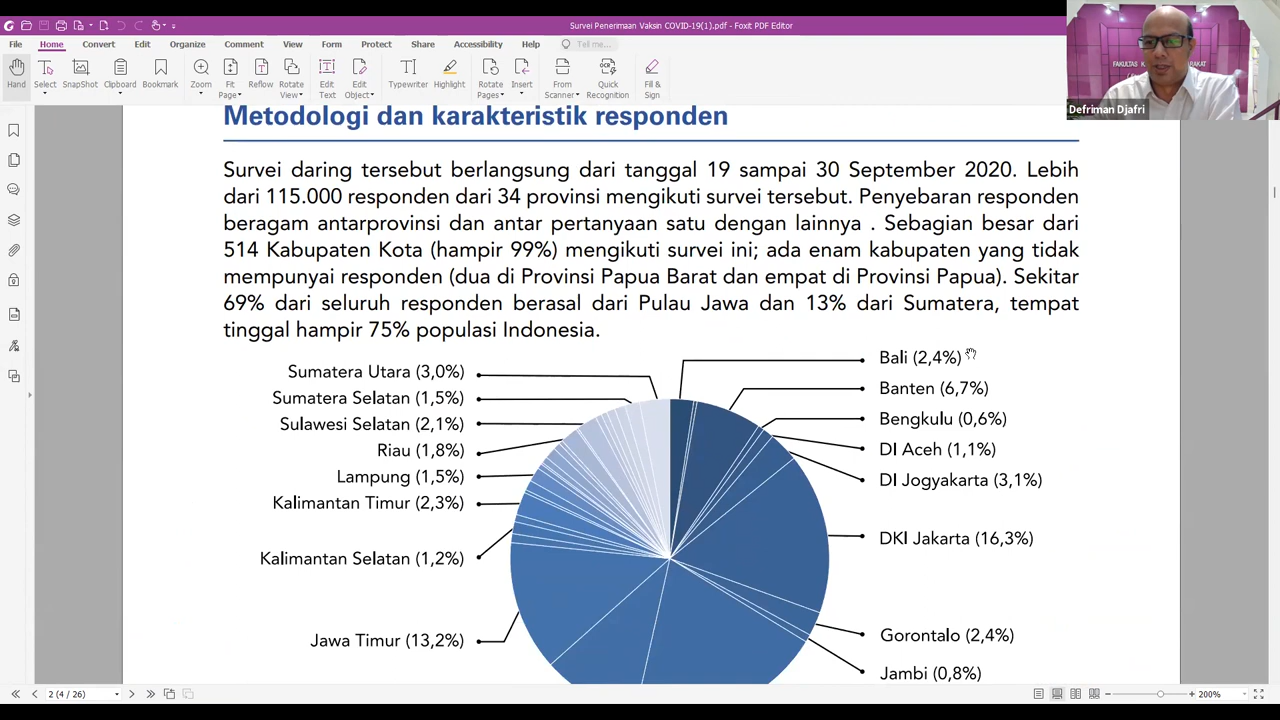 Survei Penerimaan Vaksin COVID-19(1).pdf - Foxit PDF Editor
File Home Convert Edit Organize Comment View Form Protect Share Accessibility Help Tell me...
Hand Select SnapShot Clipboard Bookmark Zoom Fit Page Reflow Rotate View Edit Text Edit Object Typewriter Highlight Rotate Pages Insert From Scanner Quick Recognition Fill & Sign
FAKULTAS
Defriman Djafri
Metodologi dan karakteristik responden
Survei daring tersebut berlangsung dari tanggal 19 sampai 30 September 2020. Lebih
dari 115.000 responden dari 34 provinsi mengikuti survei tersebut. Penyebaran responden
beragam antarprovinsi dan antar pertanyaan satu dengan lainnya . Sebagian besar dari
514 Kabupaten Kota (hampir 99%) mengikuti survei ini; ada enam kabupaten yang tidak
mempunyai responden (dua di Provinsi Papua Barat dan empat di Provinsi Papua). Sekitar
69% dari seluruh responden berasal dari Pulau Jawa dan 13% dari Sumatera, tempat
tinggal hampir 75% populasi Indonesia.
Sumatera Utara (3,0%)
Sumatera Selatan (1,5%)
Sulawesi Selatan (2,1%)
Riau (1,8%)
Lampung (1,5%)
Kalimantan Timur (2,3%)
Kalimantan Selatan (1,2%)
Jawa Timur (13,2%)
Bali (2,4%)
Banten (6,7%)
Bengkulu (0,6%)
DI Aceh (1,1%)
DI Jogyakarta (3,1%)
DKI Jakarta (16,3%)
Gorontalo (2,4%)
Jambi (0,8%)
2 (4 / 26)
200%